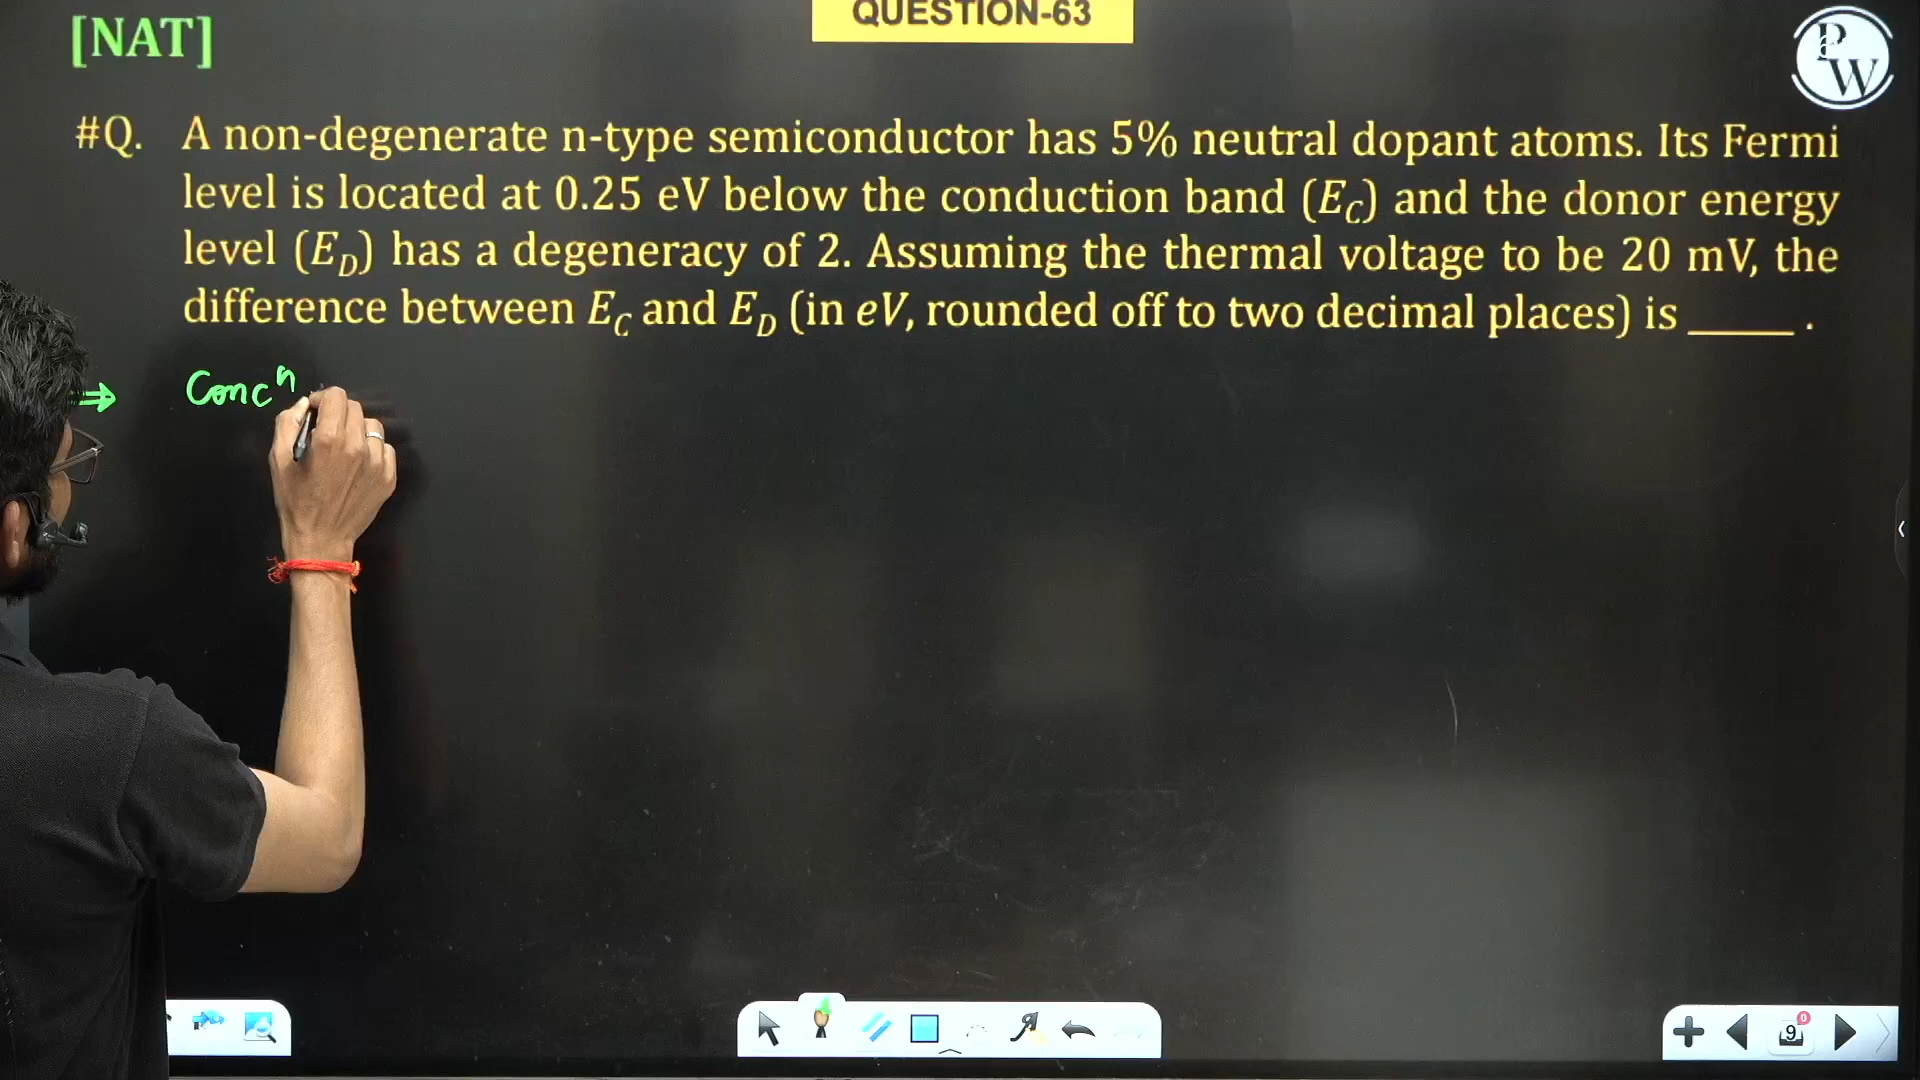 QUESTION-63
[NAT]
PW
#Q. A non-degenerate n-type semiconductor has 5% neutral dopant atoms. Its Fermi
level is located at 0.25 eV below the conduction band (E_C) and the donor energy
level (E_D) has a degeneracy of 2. Assuming the thermal voltage to be 20 mV, the
difference between E_C and E_D (in eV, rounded off to two decimal places) is _____ .
⇒ Concⁿ
9
0